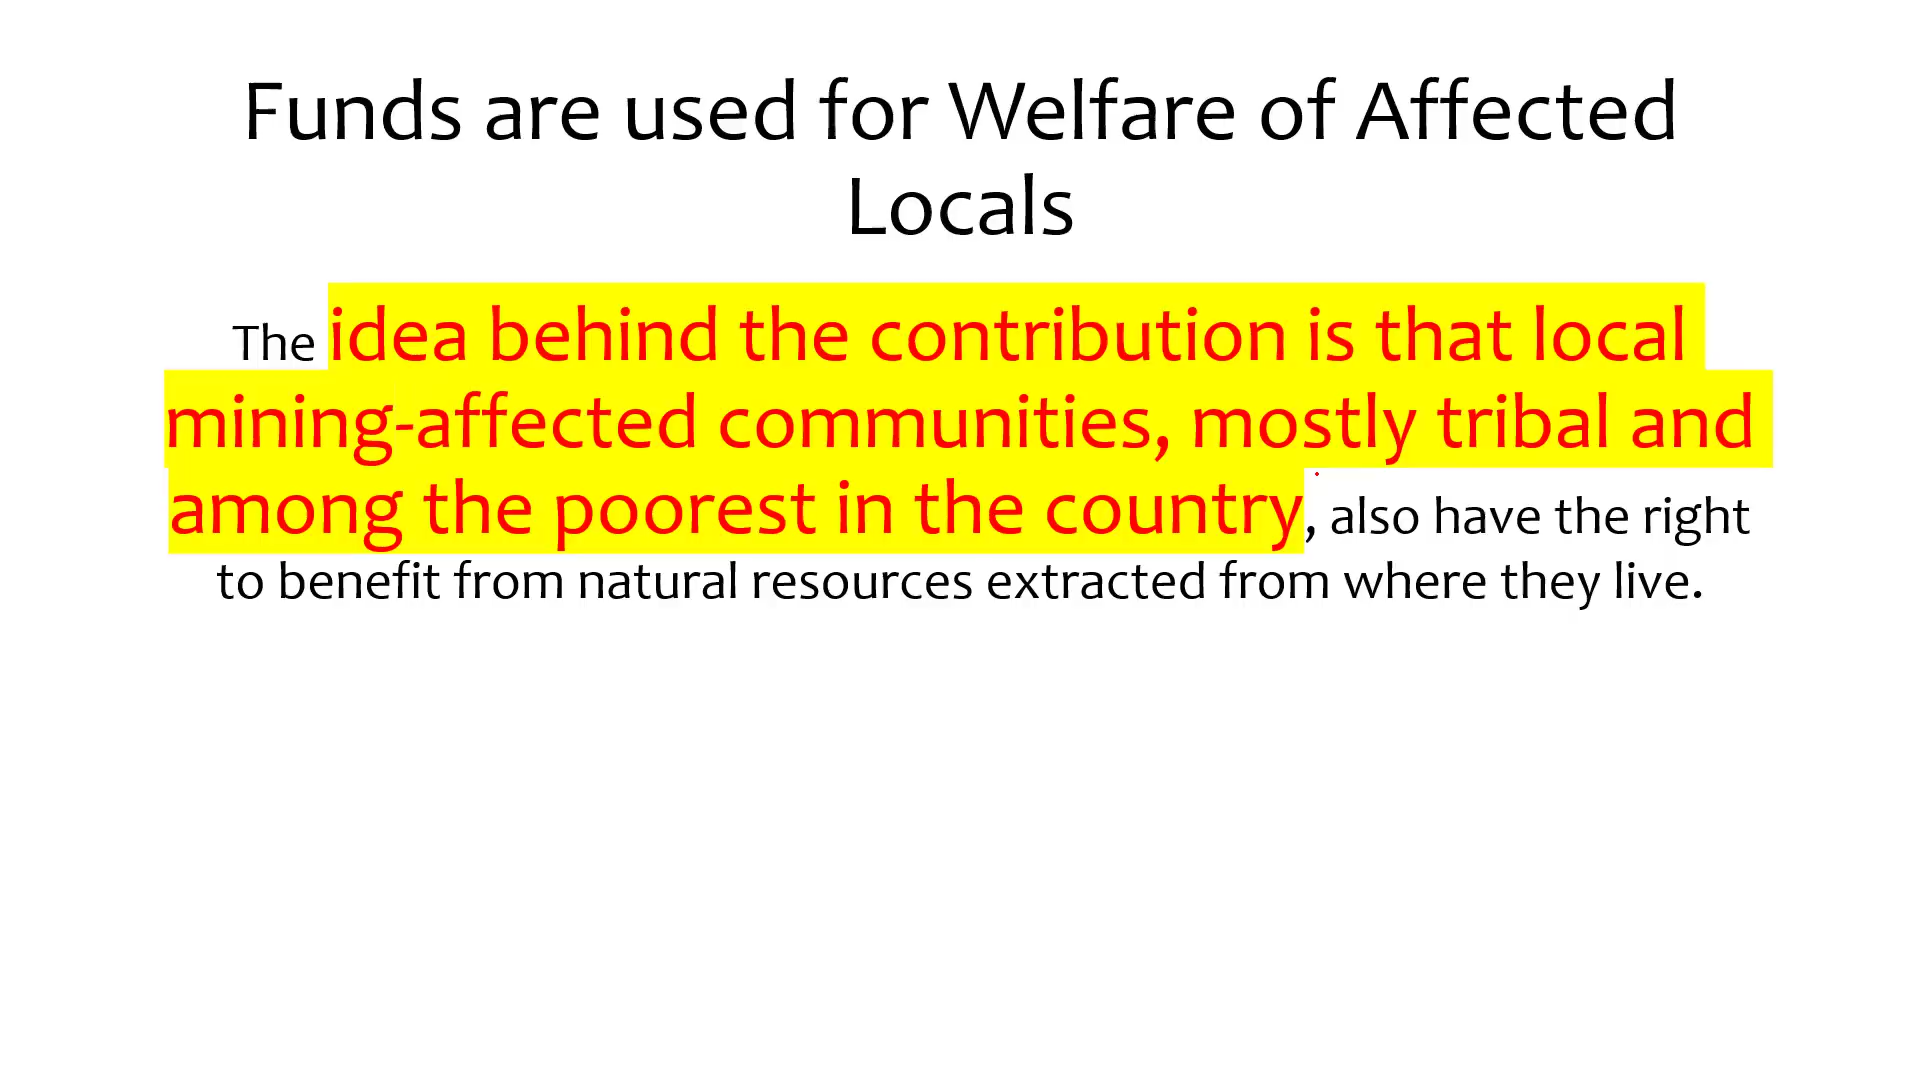 Funds are used for Welfare of Affected
Locals
The idea behind the contribution is that local
mining-affected communities, mostly tribal and
among the poorest in the country, also have the right
to benefit from natural resources extracted from where they live.